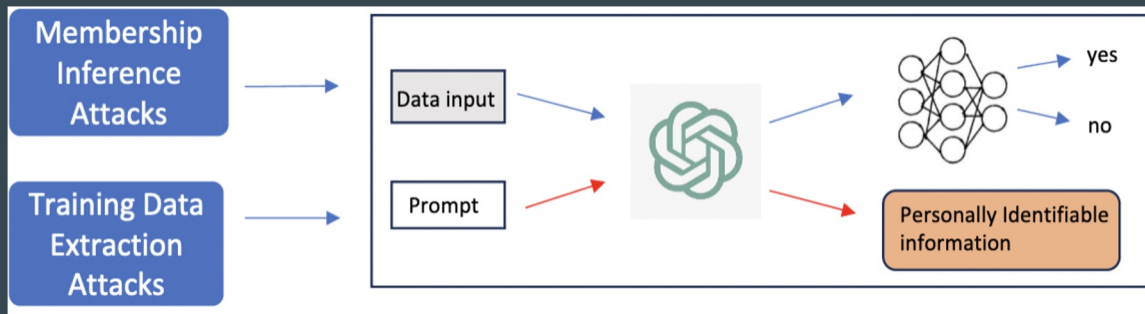 Membership
Inference
Attacks
Data input
yes
no
Training Data
Extraction
Attacks
Prompt
Personally Identifiable
information